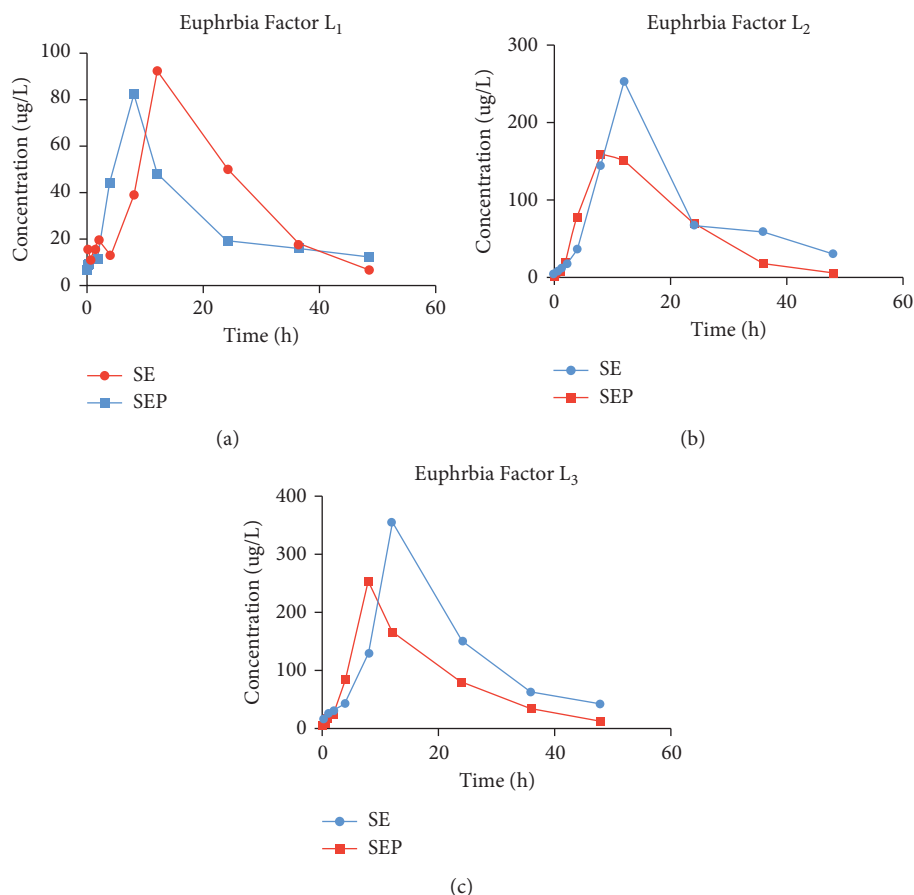 Euphrbia Factor L₁
Concentration (ug/L)
100
80
60
40
20
0
0 20 40 60
Time (h)
SE
SEP
(a)
Euphrbia Factor L₂
Concentration (ug/L)
300
200
100
0
0 20 40 60
Time (h)
SE
SEP
(b)
Euphrbia Factor L₃
Concentration (ug/L)
400
300
200
100
0
0 20 40 60
Time (h)
SE
SEP
(c)